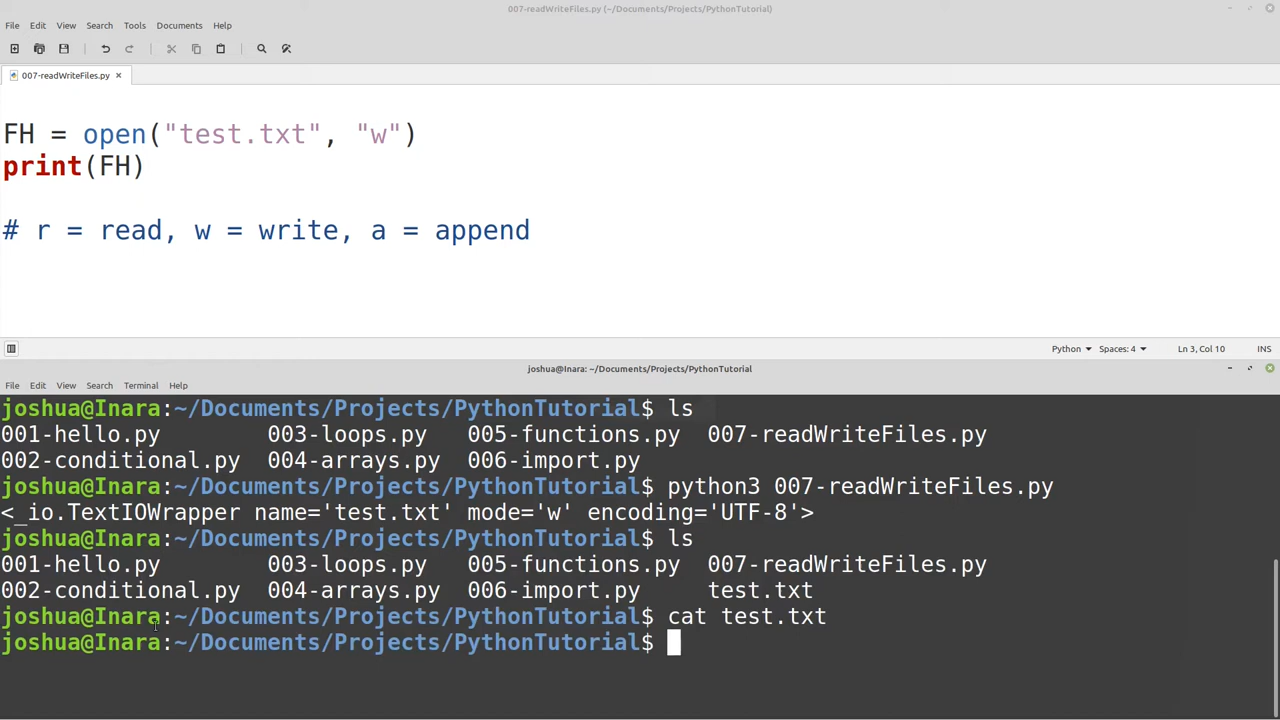 007-readWriteFiles.py (~/Documents/Projects/PythonTutorial)
File Edit View Search Tools Documents Help
007-readWriteFiles.py
FH = open("test.txt", "w")
print(FH)
# r = read, w = write, a = append
Python Spaces: 4 Ln 3, Col 10 INS
joshua@Inara: ~/Documents/Projects/PythonTutorial
File Edit View Search Terminal Help
joshua@Inara:~/Documents/Projects/PythonTutorial$ ls
001-hello.py 003-loops.py 005-functions.py 007-readWriteFiles.py
002-conditional.py 004-arrays.py 006-import.py
joshua@Inara:~/Documents/Projects/PythonTutorial$ python3 007-readWriteFiles.py
<_io.TextIOWrapper name='test.txt' mode='w' encoding='UTF-8'>
joshua@Inara:~/Documents/Projects/PythonTutorial$ ls
001-hello.py 003-loops.py 005-functions.py 007-readWriteFiles.py
002-conditional.py 004-arrays.py 006-import.py test.txt
joshua@Inara:~/Documents/Projects/PythonTutorial$ cat test.txt
joshua@Inara:~/Documents/Projects/PythonTutorial$